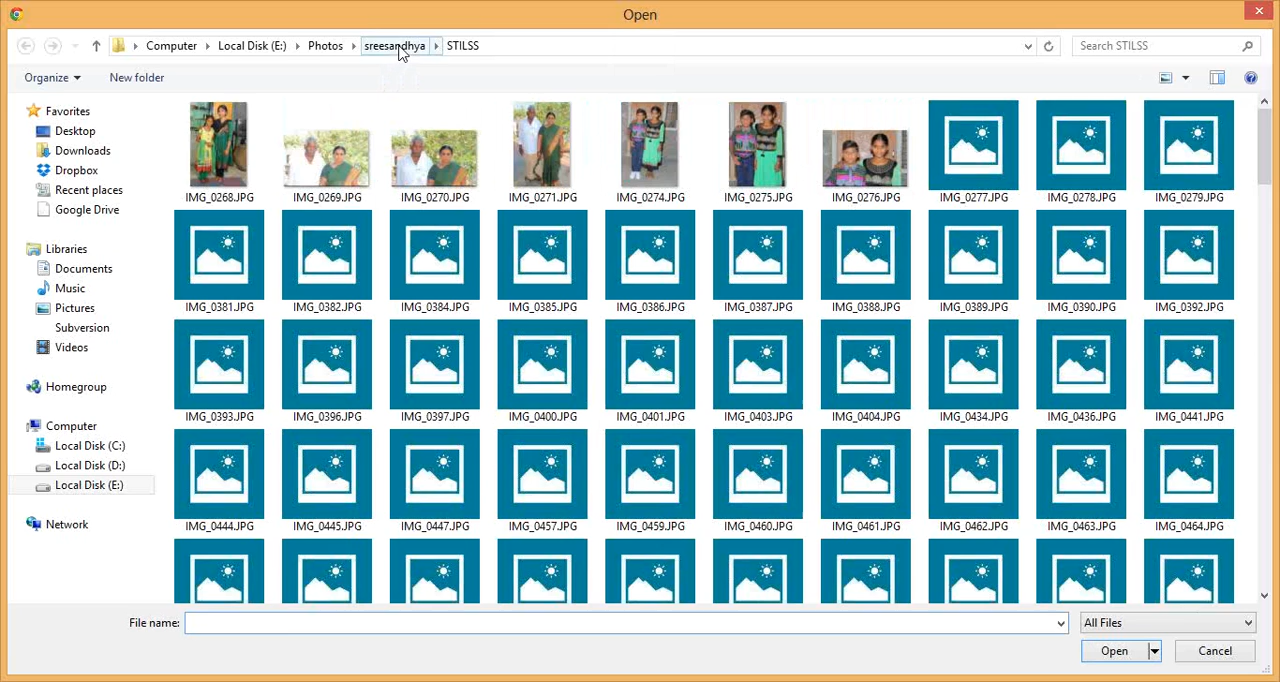 Open
Computer Local Disk (E:) Photos sreesandhya STILSS
Search STILSS
Organize New folder
Favorites
Desktop
Downloads
Dropbox
Recent places
Google Drive
Libraries
Documents
Music
Pictures
Subversion
Videos
Homegroup
Computer
Local Disk (C:)
Local Disk (D:)
Local Disk (E:)
Network
IMG_0268.JPG IMG_0269.JPG IMG_0270.JPG IMG_0271.JPG IMG_0274.JPG IMG_0275.JPG IMG_0276.JPG IMG_0277.JPG IMG_0278.JPG IMG_0279.JPG
IMG_0381.JPG IMG_0382.JPG IMG_0384.JPG IMG_0385.JPG IMG_0386.JPG IMG_0387.JPG IMG_0388.JPG IMG_0389.JPG IMG_0390.JPG IMG_0392.JPG
IMG_0393.JPG IMG_0396.JPG IMG_0397.JPG IMG_0400.JPG IMG_0401.JPG IMG_0403.JPG IMG_0404.JPG IMG_0434.JPG IMG_0436.JPG IMG_0441.JPG
IMG_0444.JPG IMG_0445.JPG IMG_0447.JPG IMG_0457.JPG IMG_0459.JPG IMG_0460.JPG IMG_0461.JPG IMG_0462.JPG IMG_0463.JPG IMG_0464.JPG
File name:
All Files
Open
Cancel